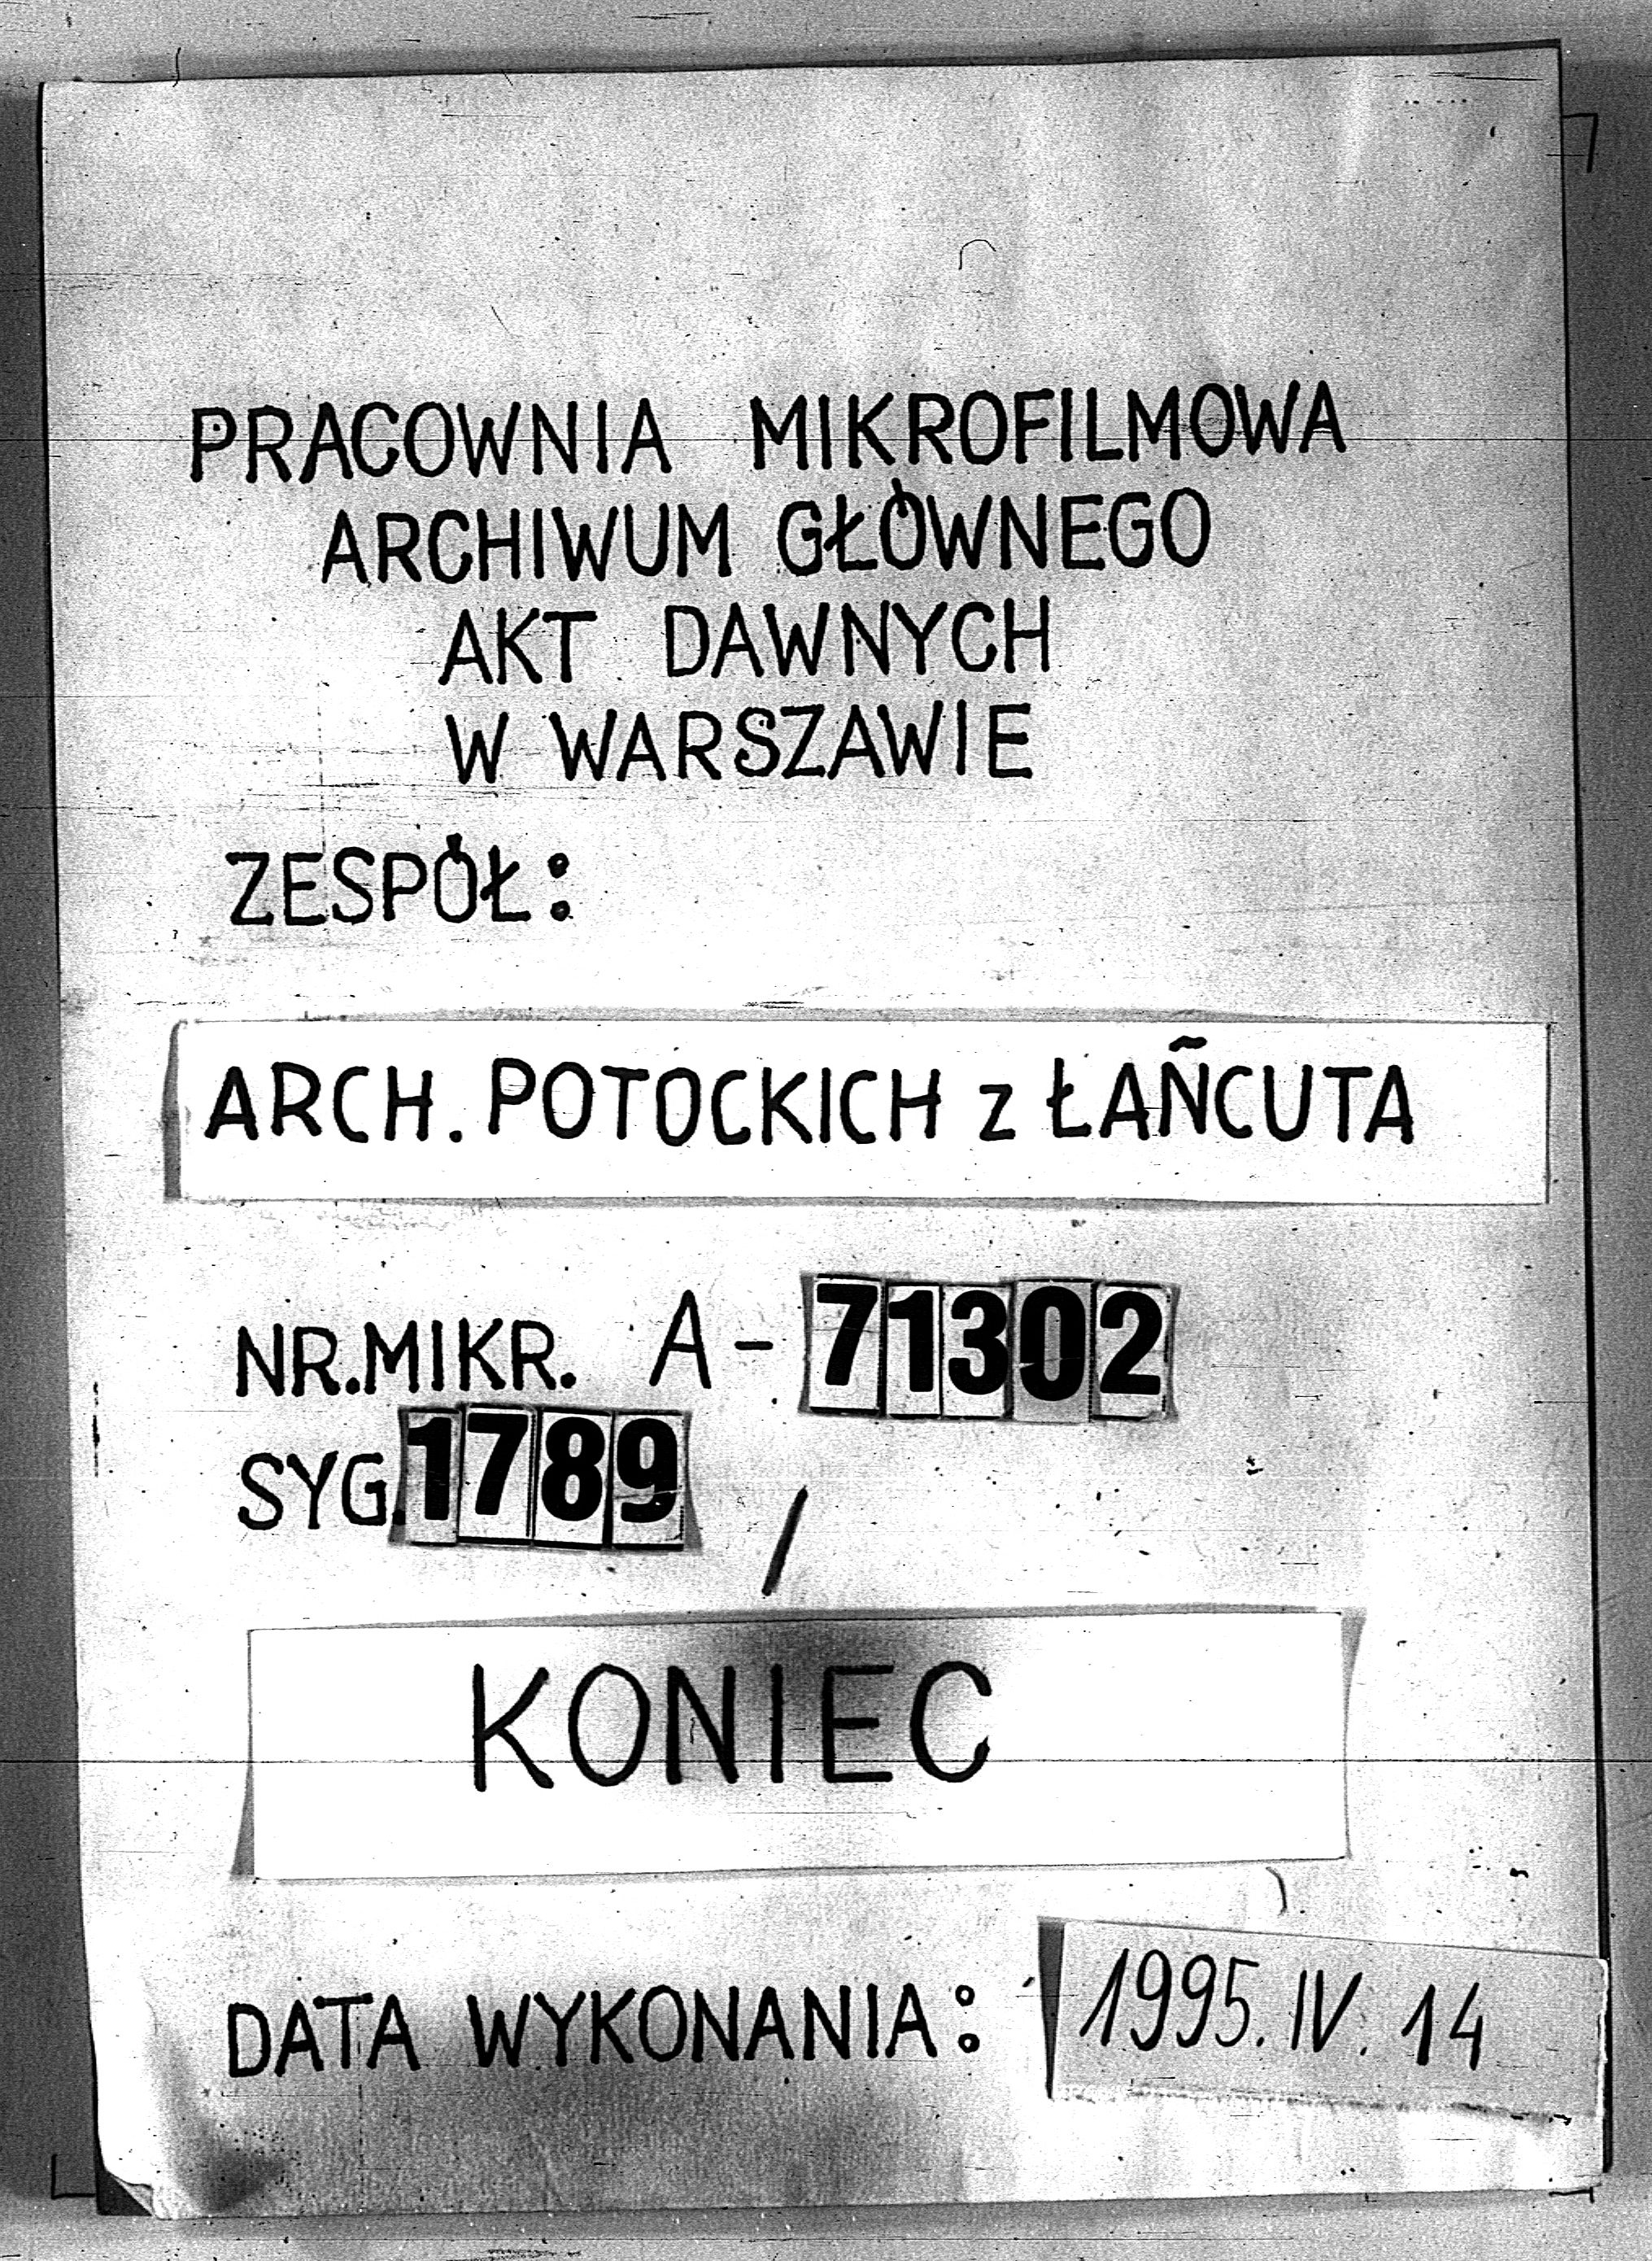 PRACOWNIA MIKROFILMOWA
ARCHIWUM GŁÓWNEGO
AKT DAWNYCH
W WARSZAWIE
ZESPÓŁ:
ARCH. POTOCKICH z ŁAŃCUTA
NR.MIKR. A - 71302
SYG. 1789 /
KONIEC
DATA WYKONANIA: 1995. IV. 14